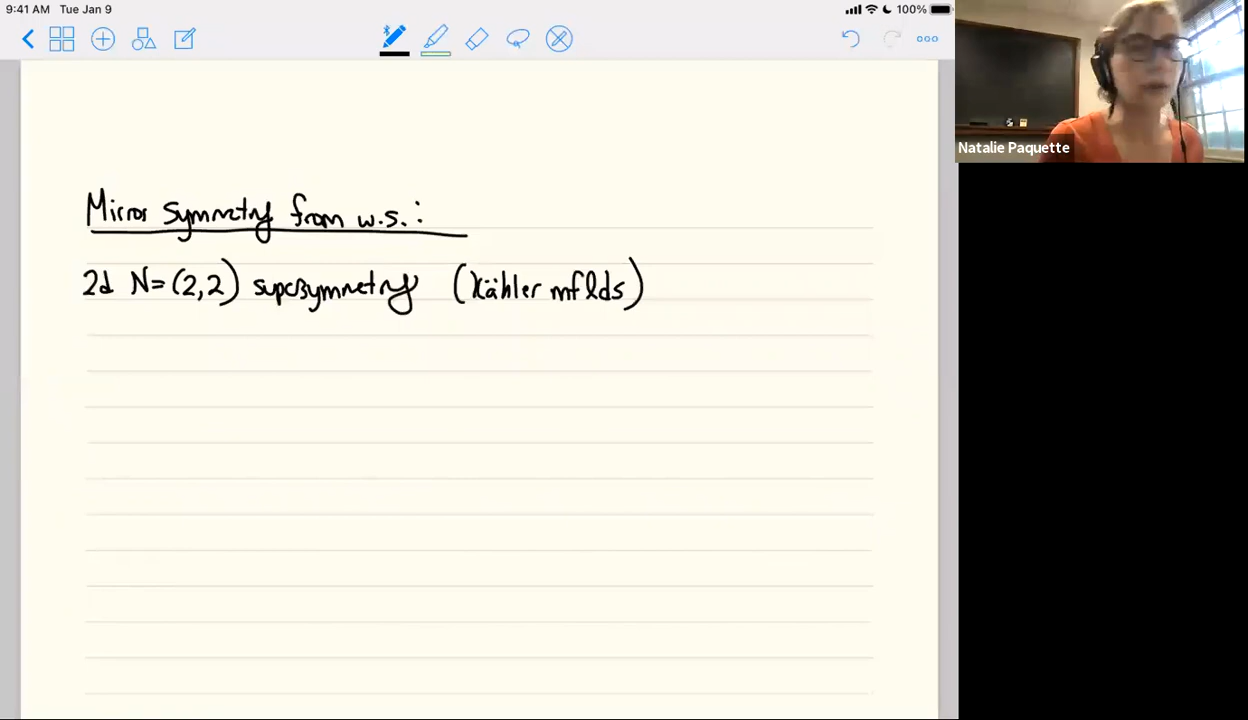 9:41 AM Tue Jan 9
100%
Natalie Paquette
Mirror Symmetry from w.s.:
2d N=(2,2) supersymmetry (Kähler mflds)